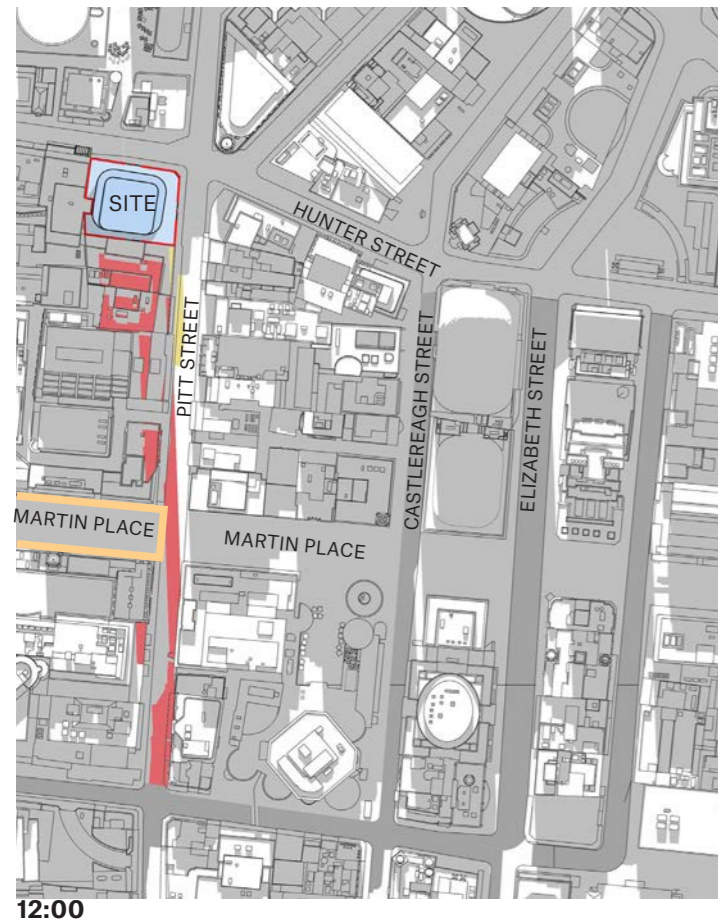 SITE
HUNTER STREET
PITT STREET
CASTLEREAGH STREET
ELIZABETH STREET
MARTIN PLACE
MARTIN PLACE
12:00